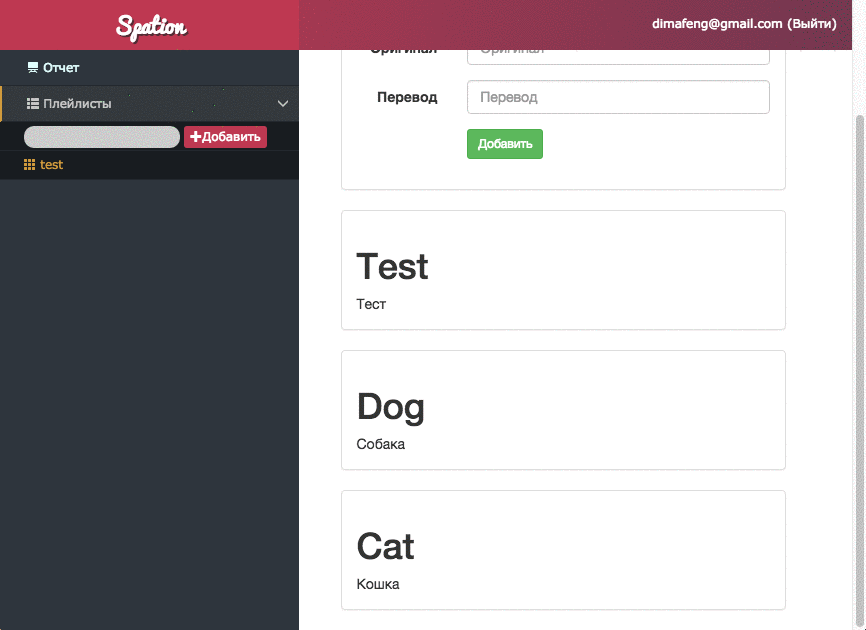 Spation
dimafeng@gmail.com (Выйти)
Отчет
Плейлисты
Добавить
test
Оригинал
Оригинал
Перевод
Перевод
Добавить
Test
Тест
Dog
Собака
Cat
Кошка